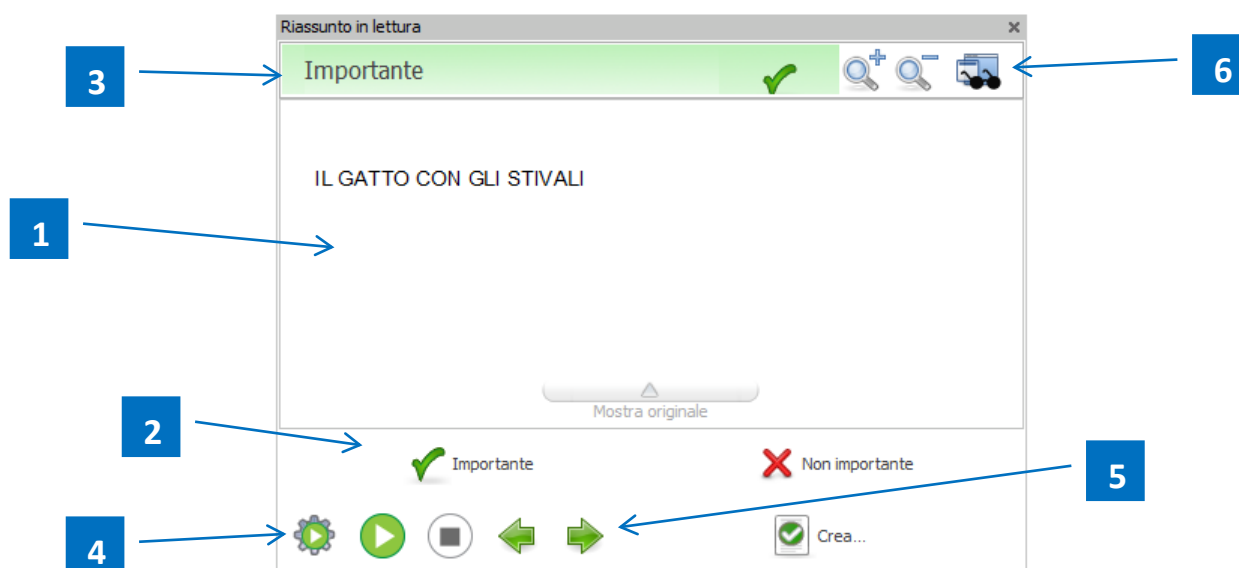 Riassunto in lettura
3
Importante
6
IL GATTO CON GLI STIVALI
1
Mostra originale
2
Importante
Non importante
5
4
Crea...